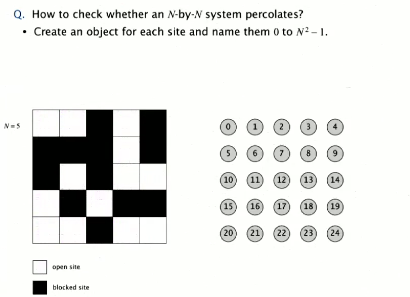 Q. How to check whether an N-by-N system percolates?
• Create an object for each site and name them 0 to N² – 1.
N = 5
0 1 2 3 4
5 6 7 8 9
10 11 12 13 14
15 16 17 18 19
20 21 22 23 24
open site
blocked site